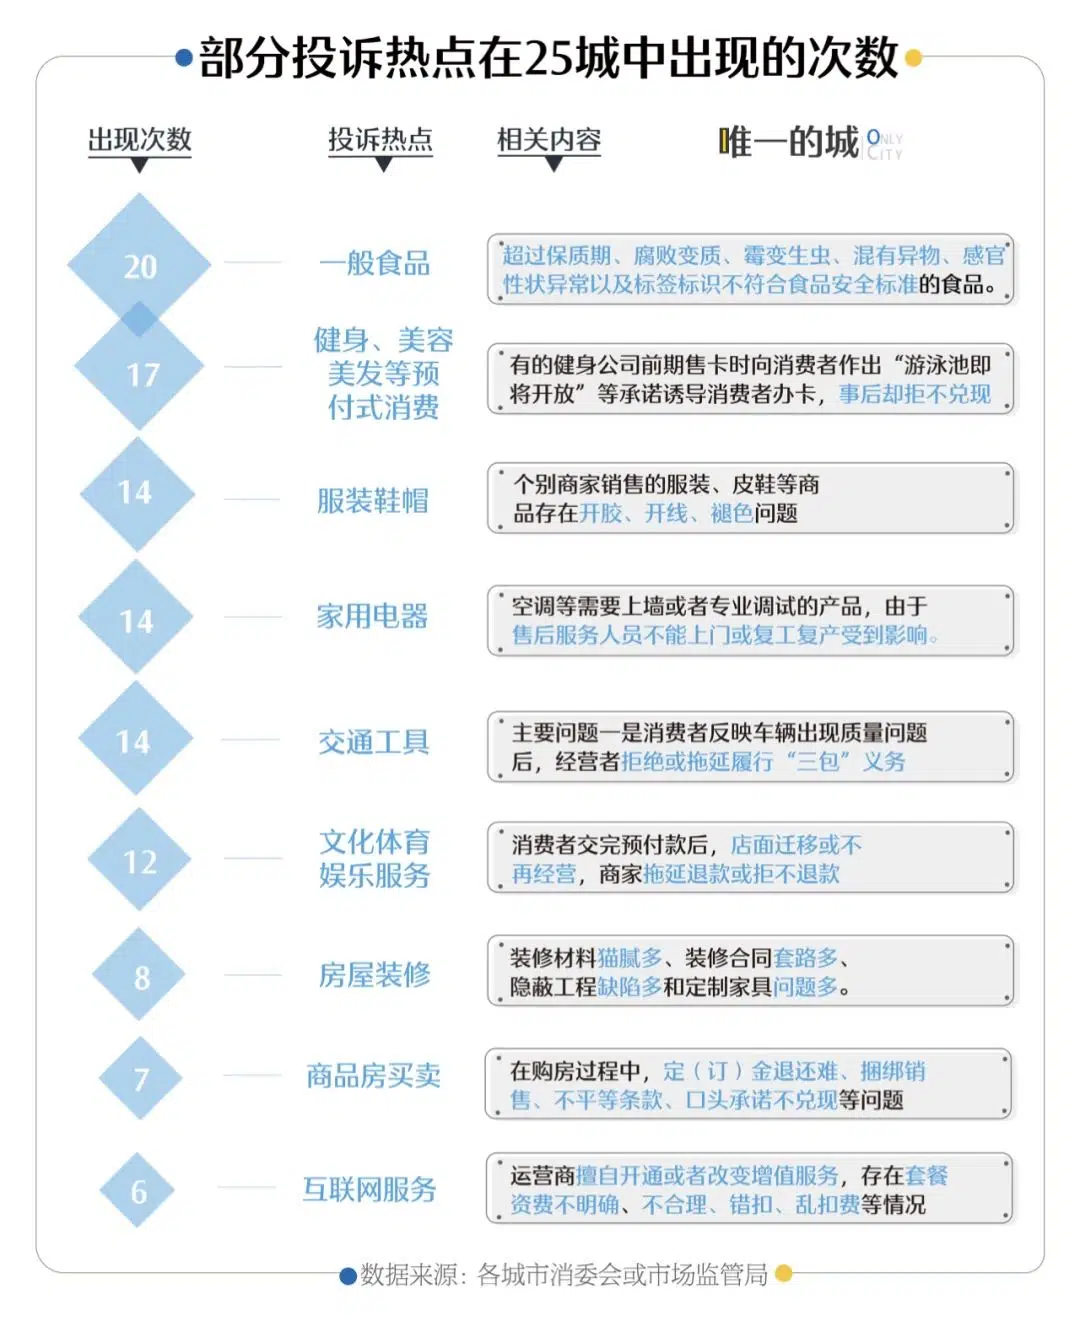 部分投诉热点在25城中出现的次数
出现次数
投诉热点
相关内容
唯一的城
ONLY
CITY
20
一般食品
超过保质期、腐败变质、霉变生虫、混有异物、感官
性状异常以及标签标识不符合食品安全标准的食品。
17
健身、美容
美发等预
付式消费
有的健身公司前期售卡时向消费者作出“游泳池即
将开放”等承诺诱导消费者办卡，事后却拒不兑现
14
服装鞋帽
个别商家销售的服装、皮鞋等商
品存在开胶、开线、褪色问题
14
家用电器
空调等需要上墙或者专业调试的产品，由于
售后服务人员不能上门或复工复产受到影响。
14
交通工具
主要问题一是消费者反映车辆出现质量问题
后，经营者拒绝或拖延履行“三包”义务
12
文化体育
娱乐服务
消费者交完预付款后，店面迁移或不
再经营，商家拖延退款或拒不退款
8
房屋装修
装修材料猫腻多、装修合同套路多、
隐蔽工程缺陷多和定制家具问题多。
7
商品房买卖
在购房过程中，定（订）金退还难、捆绑销
售、不平等条款、口头承诺不兑现等问题
6
互联网服务
运营商擅自开通或者改变增值服务，存在套餐
资费不明确、不合理、错扣、乱扣费等情况
数据来源：各城市消委会或市场监管局